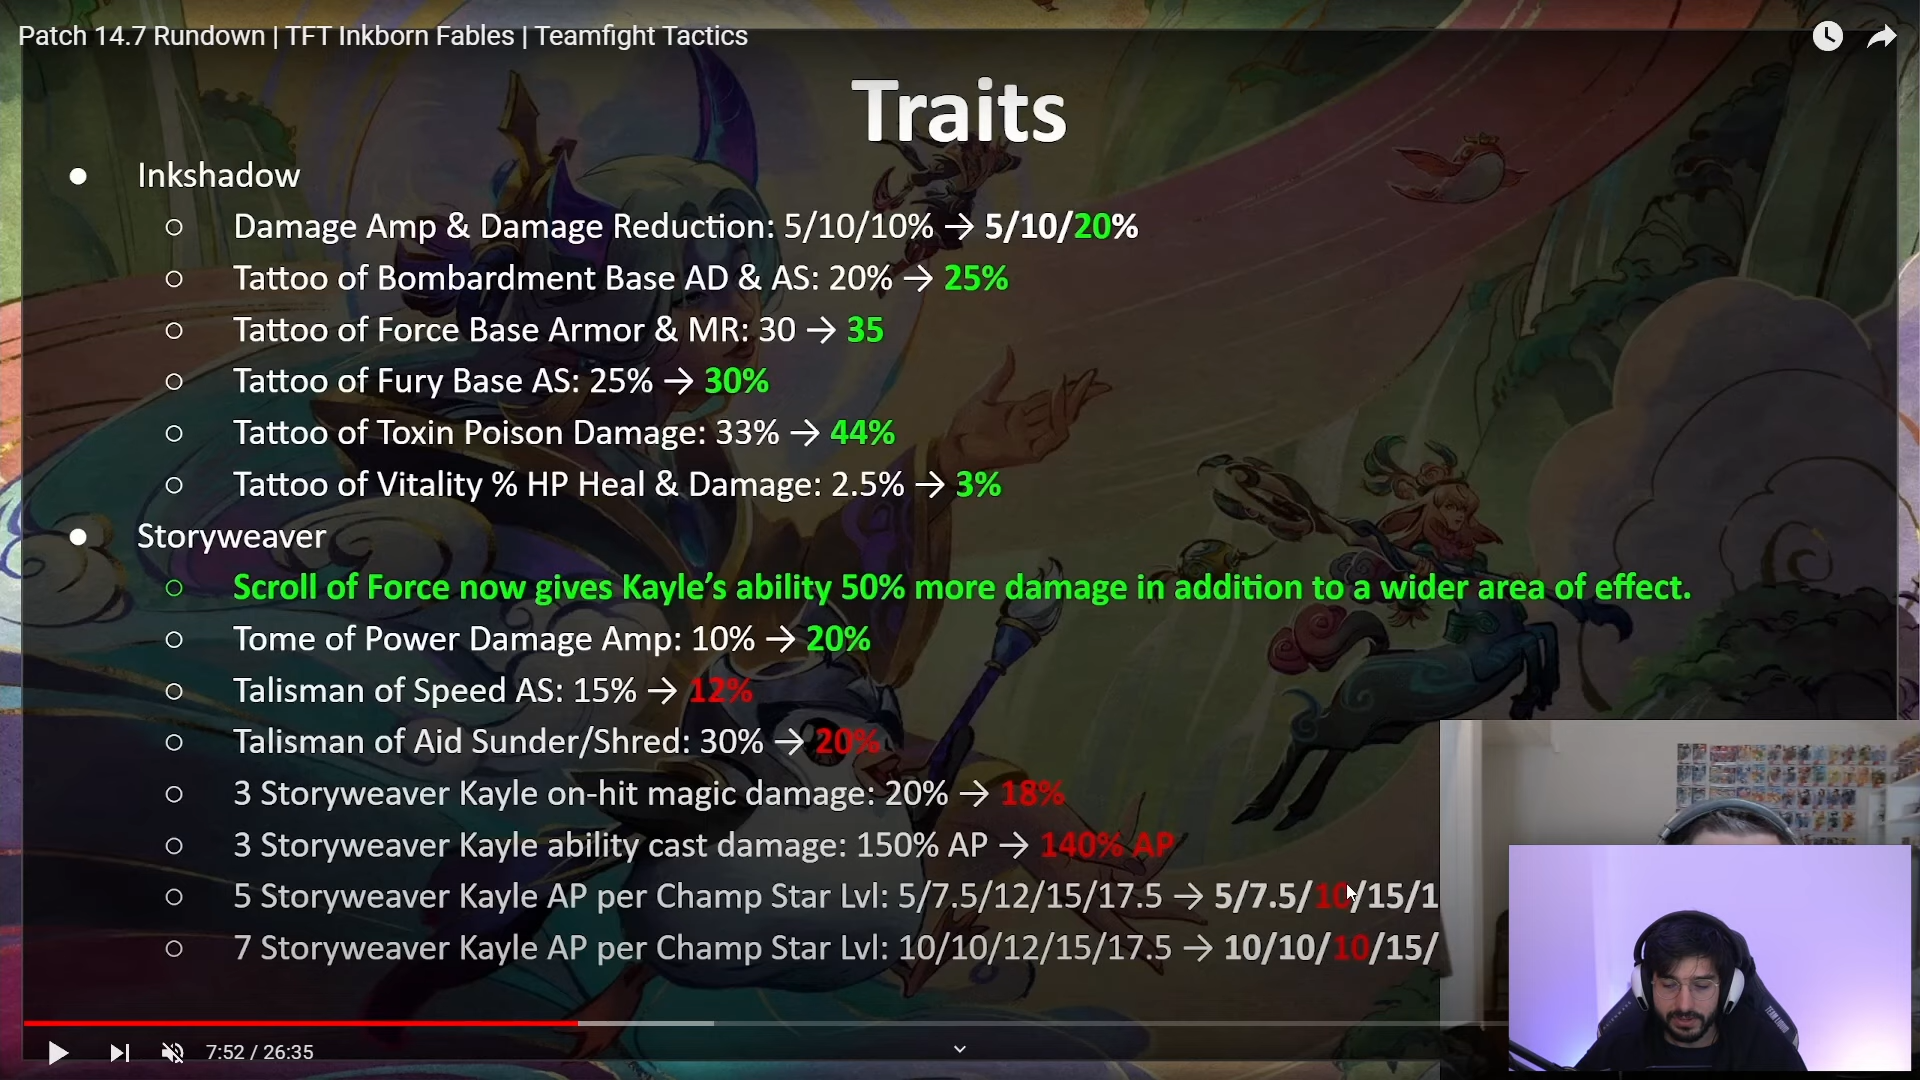 Patch 14.7 Rundown | TFT Inkborn Fables | Teamfight Tactics
Traits
● Inkshadow
○ Damage Amp & Damage Reduction: 5/10/10% → 5/10/20%
○ Tattoo of Bombardment Base AD & AS: 20% → 25%
○ Tattoo of Force Base Armor & MR: 30 → 35
○ Tattoo of Fury Base AS: 25% → 30%
○ Tattoo of Toxin Poison Damage: 33% → 44%
○ Tattoo of Vitality % HP Heal & Damage: 2.5% → 3%
● Storyweaver
○ Scroll of Force now gives Kayle’s ability 50% more damage in addition to a wider area of effect.
○ Tome of Power Damage Amp: 10% → 20%
○ Talisman of Speed AS: 15% → 12%
○ Talisman of Aid Sunder/Shred: 30% → 20%
○ 3 Storyweaver Kayle on-hit magic damage: 20% → 18%
○ 3 Storyweaver Kayle ability cast damage: 150% AP → 140% AP
○ 5 Storyweaver Kayle AP per Champ Star Lvl: 5/7.5/12/15/17.5 → 5/7.5/10/15/1
○ 7 Storyweaver Kayle AP per Champ Star Lvl: 10/10/12/15/17.5 → 10/10/10/15/
7:52 / 26:35